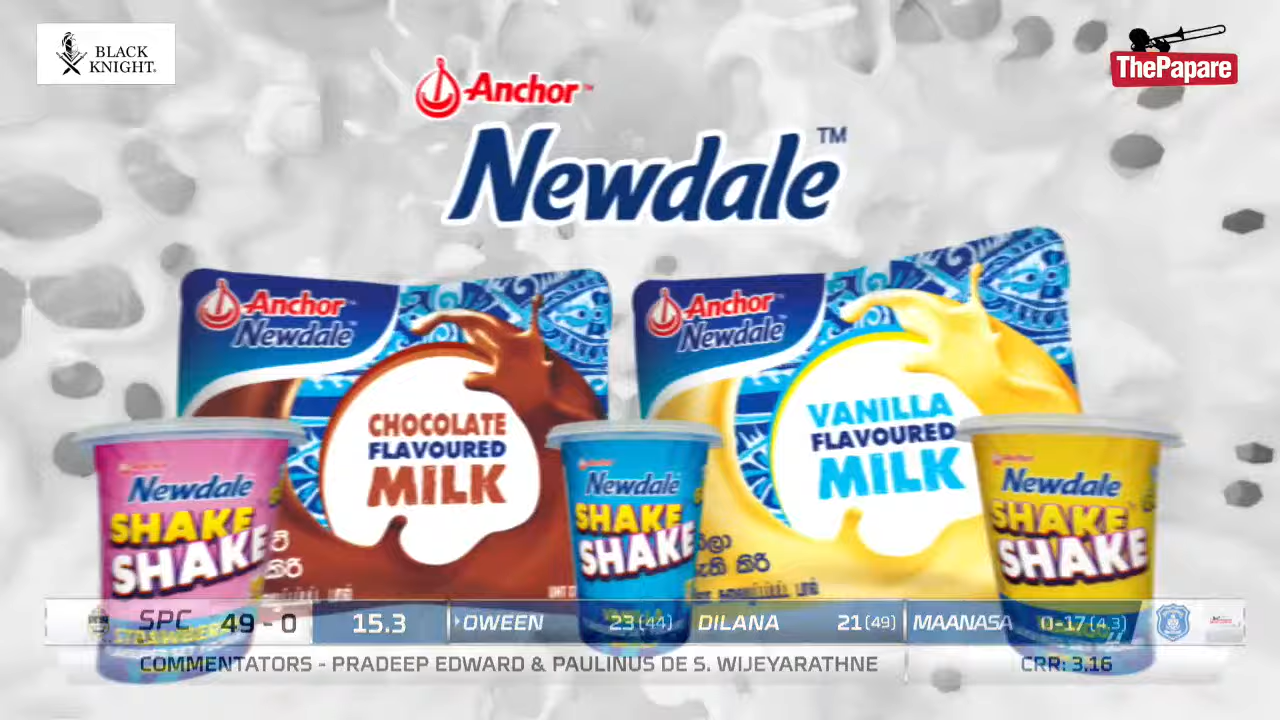 BLACK
KNIGHT
ThePapare
Anchor™
Newdale™
Anchor
Newdale
CHOCOLATE
FLAVOURED
MILK
Anchor
Newdale
VANILLA
FLAVOURED
MILK
Newdale
SHAKE
SHAKE
Newdale
SHAKE
SHAKE
Newdale
SHAKE
SHAKE
කිරි
කිරි
SPC 49 - 0 15.3 OWEEN 23 (44) DILANA 21 (49) MAANASA 0-17 (4.3)
COMMENTATORS - PRADEEP EDWARD & PAULINUS DE S. WIJEYARATHNE CRR: 3.16